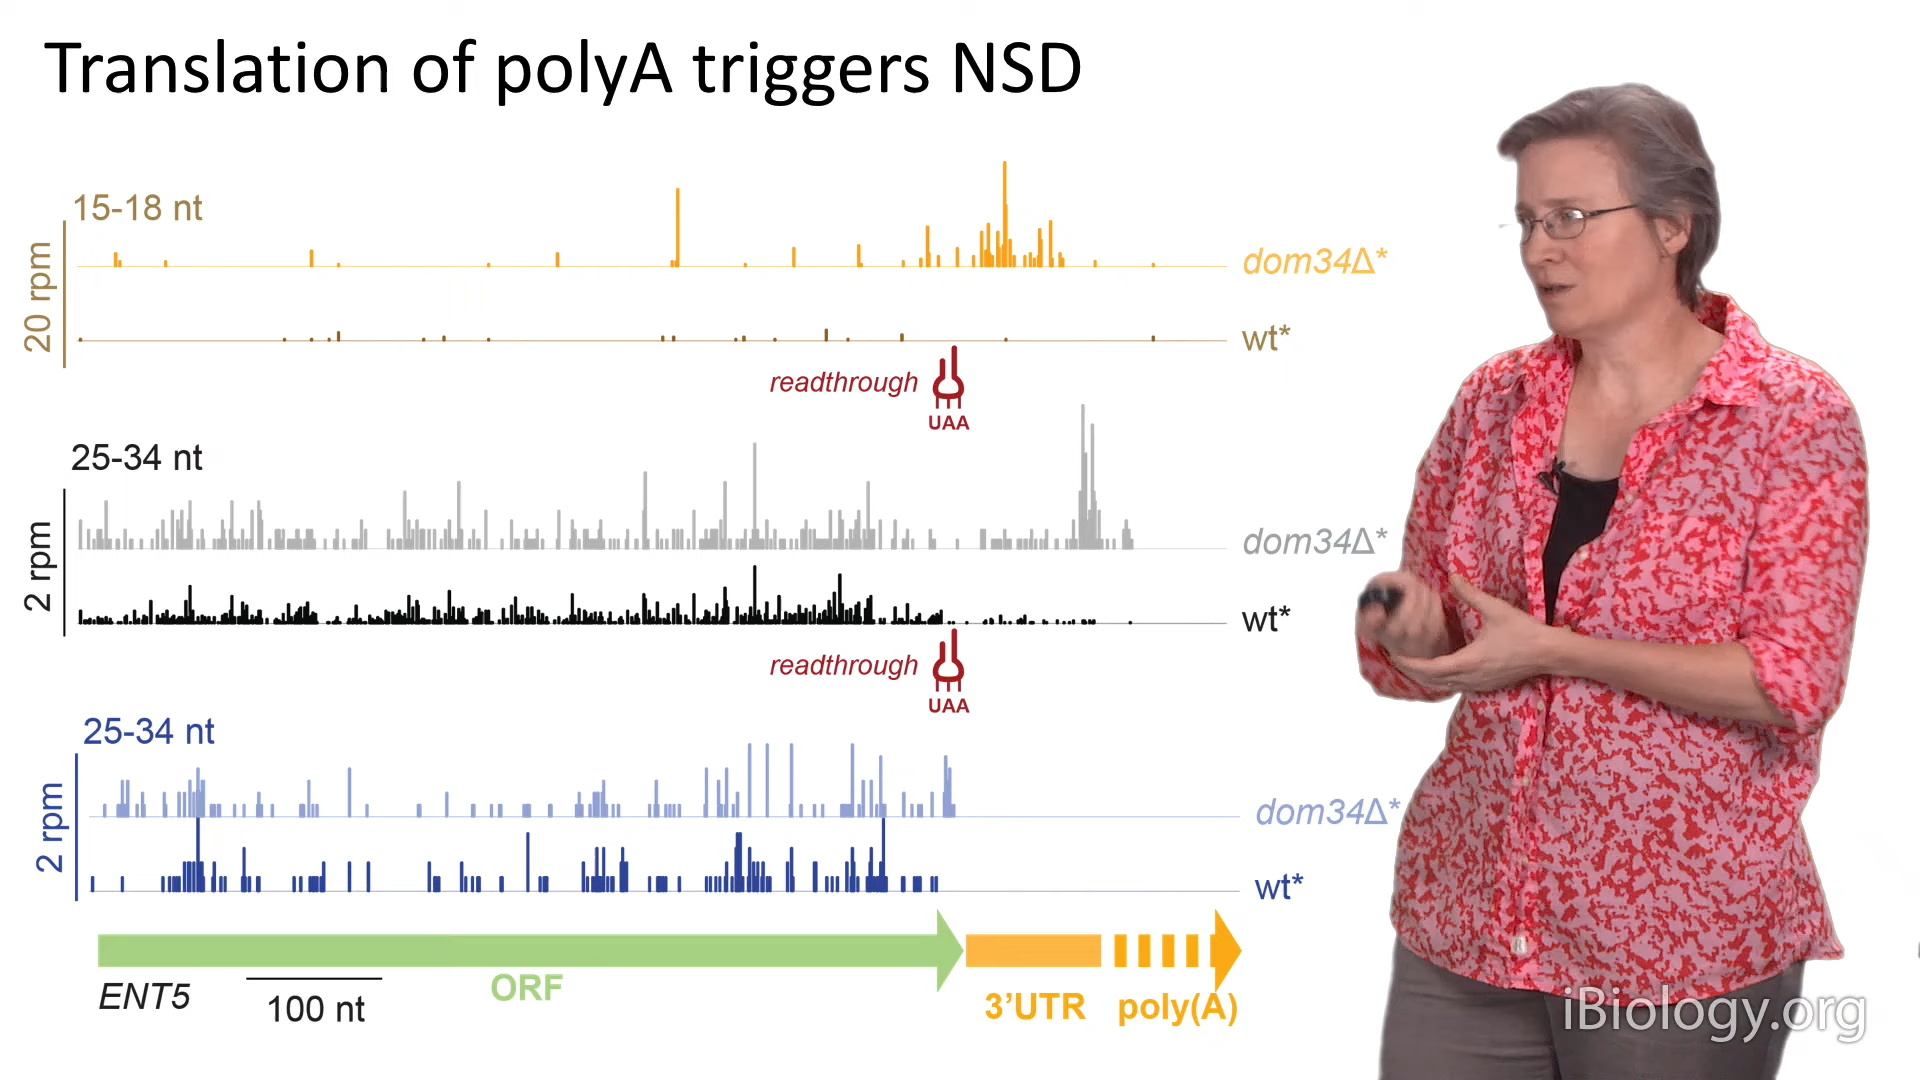 Translation of polyA triggers NSD
15-18 nt
20 rpm
dom34Δ*
wt*
readthrough
UAA
25-34 nt
2 rpm
dom34Δ*
wt*
readthrough
UAA
25-34 nt
2 rpm
dom34Δ*
wt*
ENT5
100 nt
ORF
3’UTR
poly(A)
iBiology.org